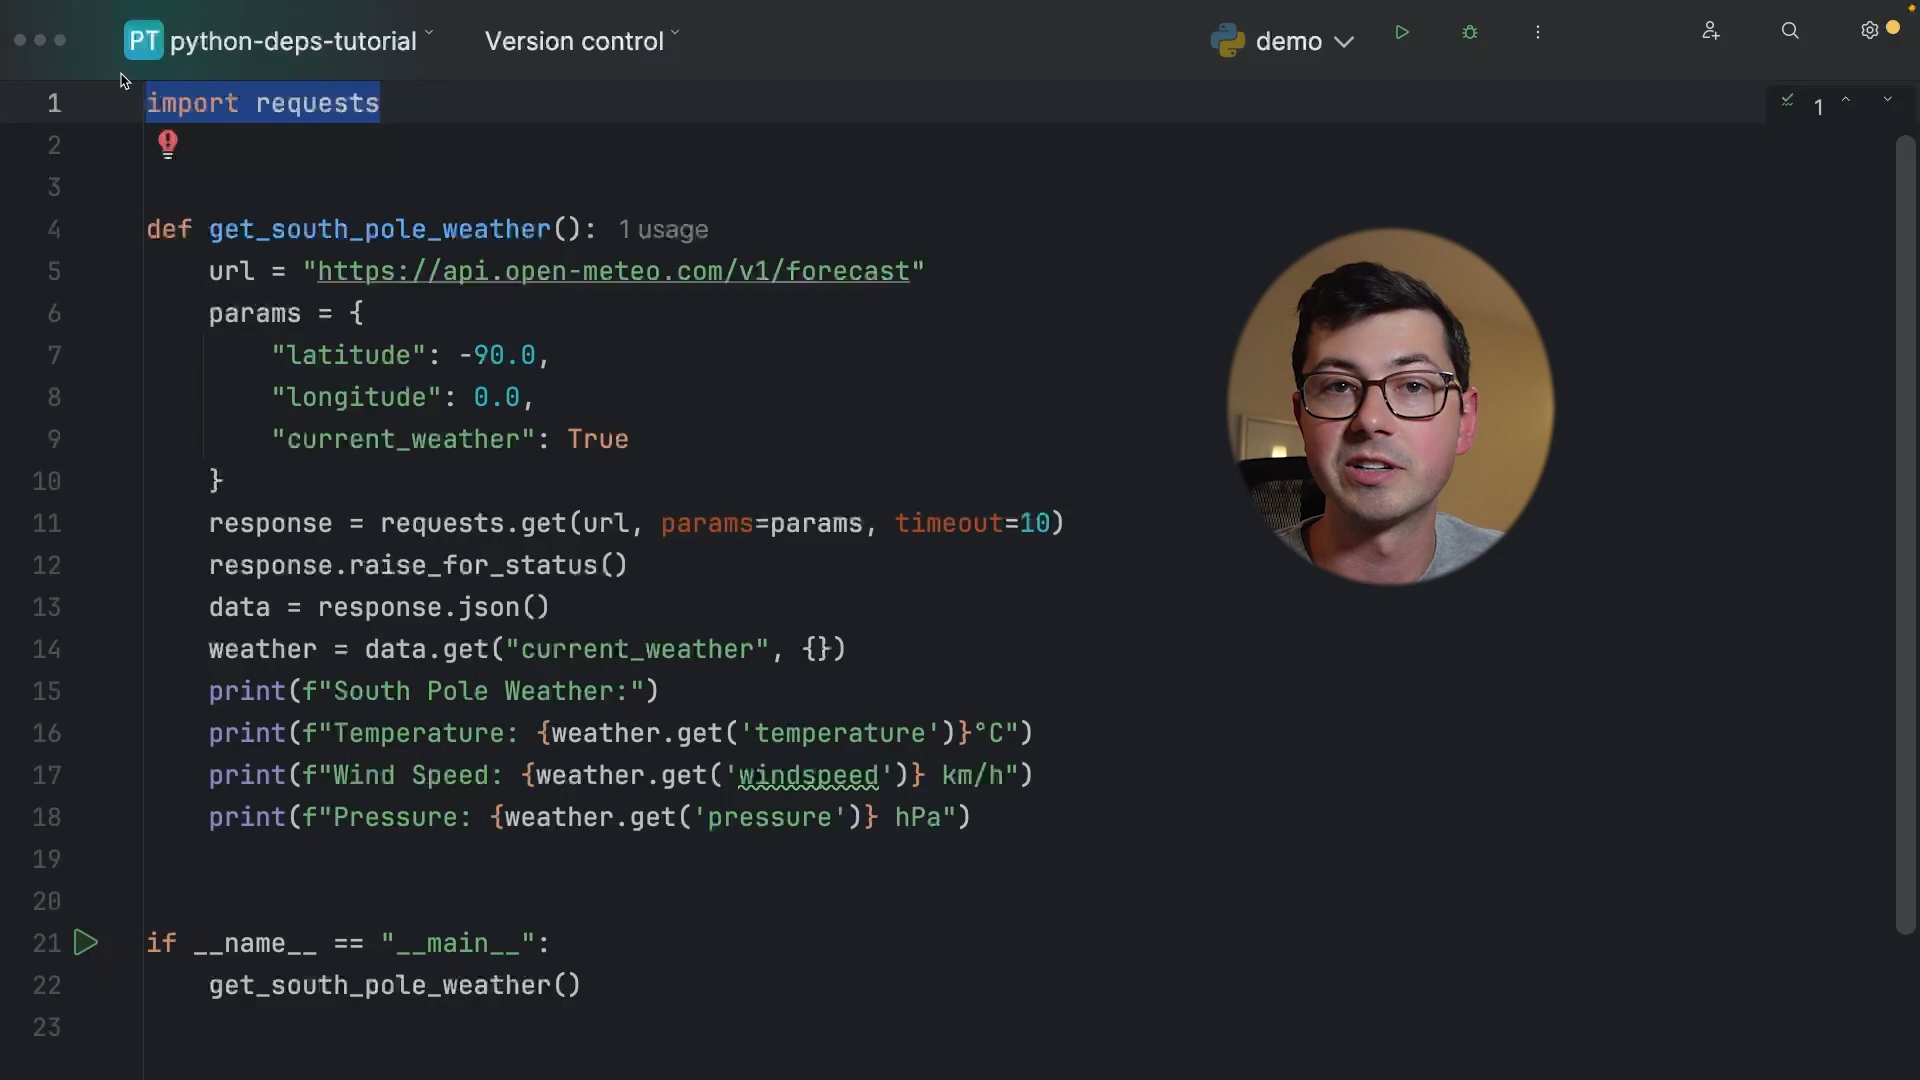 PT python-deps-tutorial Version control demo
1 import requests 1
2
3
4 def get_south_pole_weather(): 1 usage
5 url = "https://api.open-meteo.com/v1/forecast"
6 params = {
7 "latitude": -90.0,
8 "longitude": 0.0,
9 "current_weather": True
10 }
11 response = requests.get(url, params=params, timeout=10)
12 response.raise_for_status()
13 data = response.json()
14 weather = data.get("current_weather", {})
15 print(f"South Pole Weather:")
16 print(f"Temperature: {weather.get('temperature')}°C")
17 print(f"Wind Speed: {weather.get('windspeed')} km/h")
18 print(f"Pressure: {weather.get('pressure')} hPa")
19
20
21 if __name__ == "__main__":
22 get_south_pole_weather()
23